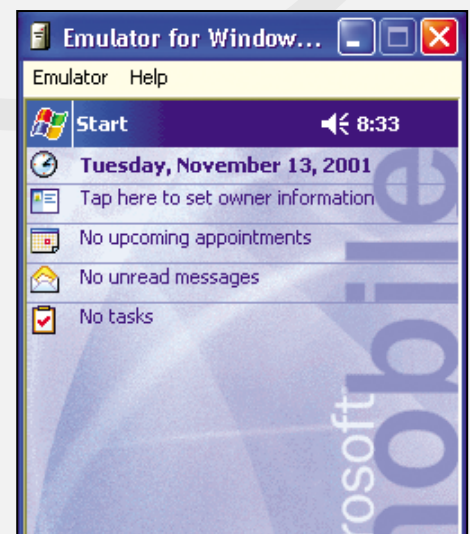 Emulator for Window...
Emulator Help
Start 8:33
Tuesday, November 13, 2001
Tap here to set owner information
No upcoming appointments
No unread messages
No tasks
rosoft
obile